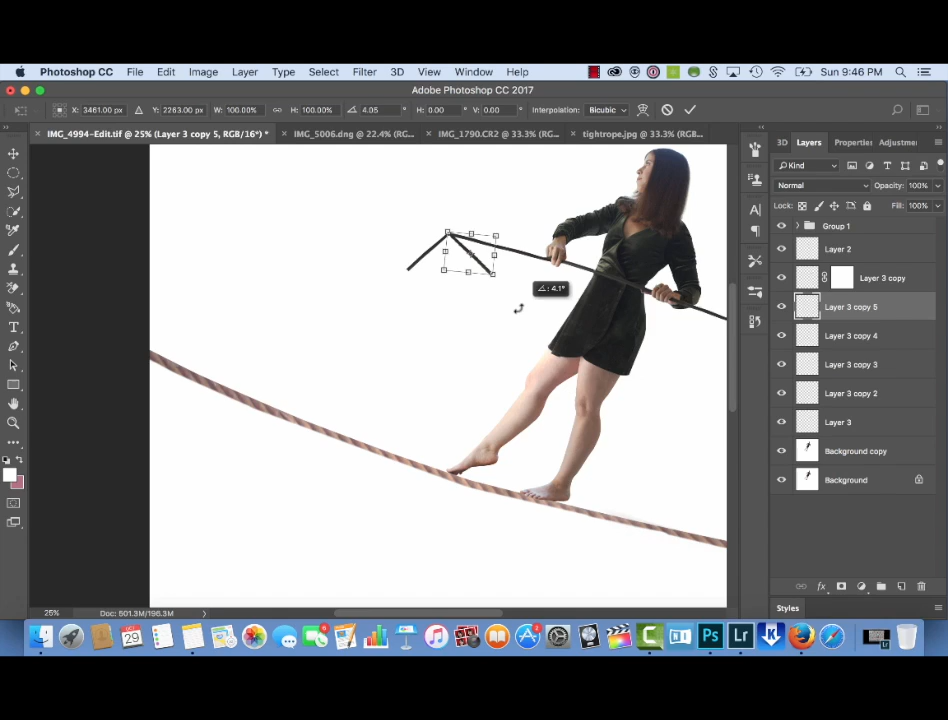 Photoshop CC File Edit Image Layer Type Select Filter 3D View Window Help Sun 9:46 PM
Adobe Photoshop CC 2017
X: 3461.00 px Y: 2263.00 px W: 100.00% H: 100.00% 4.05 ° H: 0.00 ° V: 0.00 ° Interpolation: Bicubic
IMG_4994-Edit.tif @ 25% (Layer 3 copy 5, RGB/16*) * IMG_5006.dng @ 22.4% (RG... IMG_1790.CR2 @ 33.3% (RG... tightrope.jpg @ 33.3% (RGB...
3D Layers Properties Adjustme
Kind
Normal Opacity: 100%
Lock: Fill: 100%
Group 1
Layer 2
Layer 3 copy
Layer 3 copy 5
Layer 3 copy 4
Layer 3 copy 3
Layer 3 copy 2
Layer 3
Background copy
Background
: 4.1°
25% Doc: 501.3M/196.3M
Styles
29
Ps Lr